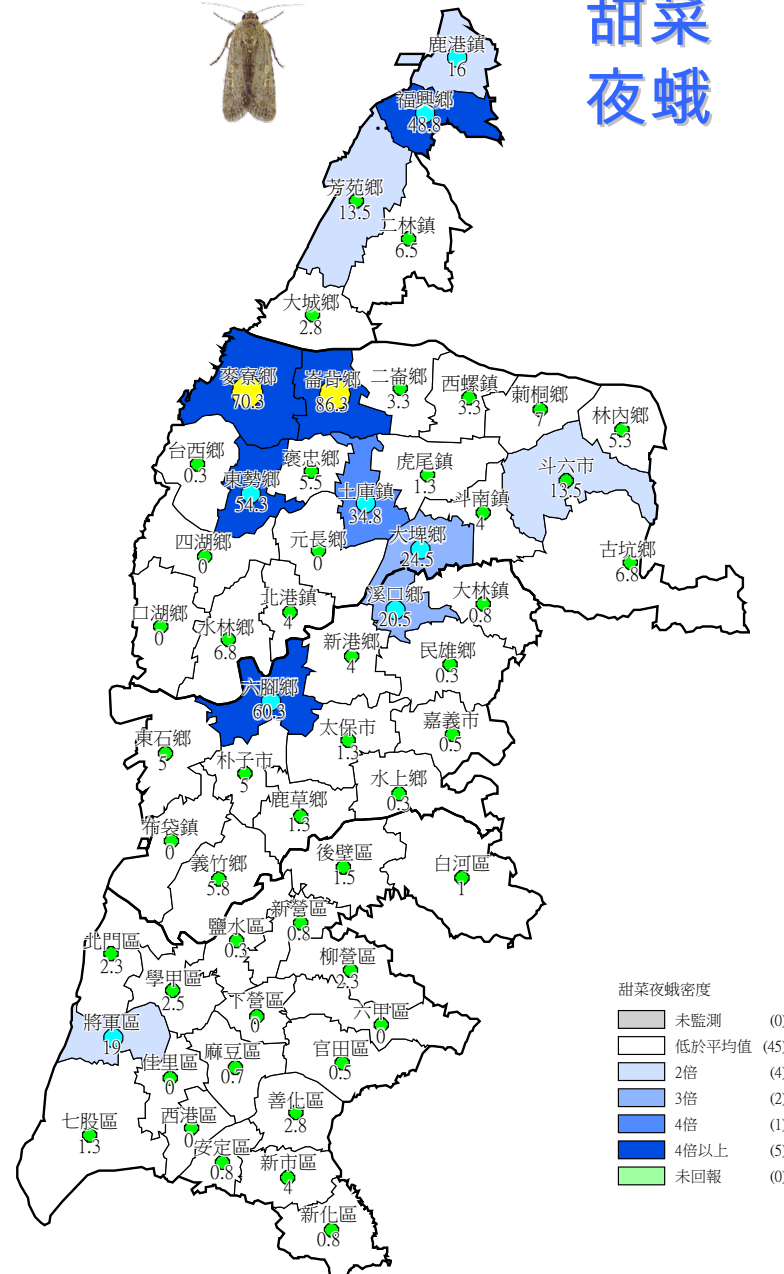 甜菜
夜蛾
鹿港鎮
16
福興鄉
48.8
芳苑鄉
13.5
二林鎮
6.5
大城鄉
2.8
麥寮鄉
70.3
崙背鄉
86.3
二崙鄉
3.3
西螺鎮
3.3
莿桐鄉
7
林內鄉
5.3
台西鄉
0.3
東勢鄉
54.3
褒忠鄉
5.5
土庫鎮
34.8
虎尾鎮
1.3
斗南鎮
4
斗六市
13.5
四湖鄉
0
元長鄉
0
大埤鄉
24.5
古坑鄉
6.8
口湖鄉
0
水林鄉
6.8
北港鎮
4
溪口鄉
20.5
大林鎮
0.8
新港鄉
4
民雄鄉
0.3
六腳鄉
60.3
東石鄉
5
太保市
1.3
嘉義市
0.5
朴子市
5
水上鄉
0.3
鹿草鄉
1.3
布袋鎮
0
義竹鄉
5.8
後壁區
1.5
白河區
1
新營區
0.8
鹽水區
0.3
北門區
2.3
柳營區
2.3
學甲區
2.5
下營區
0
六甲區
0
將軍區
19
佳里區
0
麻豆區
0.7
官田區
0.5
七股區
1.3
西港區
0
善化區
2.8
安定區
0.8
新市區
4
新化區
0.8
甜菜夜蛾密度
未監測 (0)
低於平均值 (45)
2倍 (4)
3倍 (2)
4倍 (1)
4倍以上 (5)
未回報 (0)